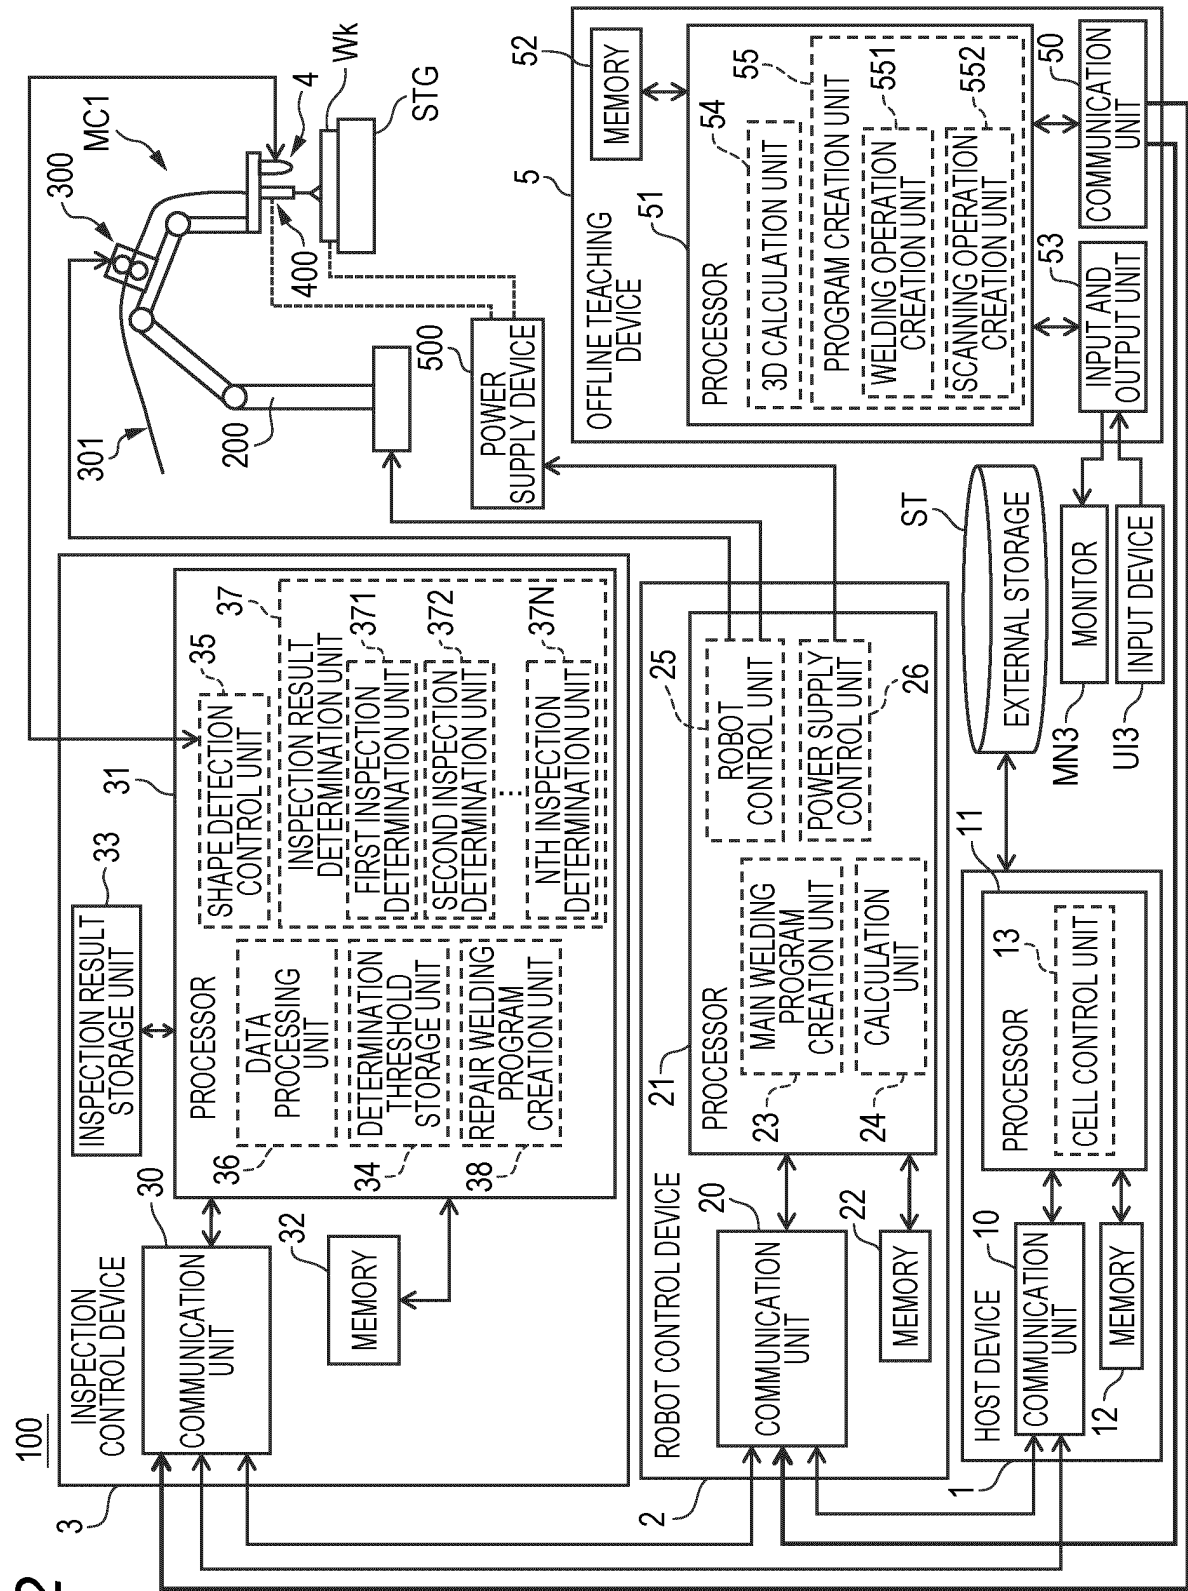 2
100
3
INSPECTION
CONTROL DEVICE
30
COMMUNICATION
UNIT
32
MEMORY
33
INSPECTION RESULT
STORAGE UNIT
31
PROCESSOR
36
DATA
PROCESSING
UNIT
34
DETERMINATION
THRESHOLD
STORAGE UNIT
38
REPAIR WELDING
PROGRAM
CREATION UNIT
35
SHAPE DETECTION
CONTROL UNIT
37
INSPECTION RESULT
DETERMINATION UNIT
371
FIRST INSPECTION
DETERMINATION UNIT
372
SECOND INSPECTION
DETERMINATION UNIT
37N
NTH INSPECTION
DETERMINATION UNIT
MC1
300
301
200
4
400
Wk
STG
500
POWER
SUPPLY DEVICE
2
ROBOT CONTROL DEVICE
20
COMMUNICATION
UNIT
22
MEMORY
21
PROCESSOR
23
MAIN WELDING
PROGRAM
CREATION UNIT
24
CALCULATION
UNIT
25
ROBOT
CONTROL UNIT
26
POWER SUPPLY
CONTROL UNIT
5
OFFLINE TEACHING
DEVICE
52
MEMORY
51
PROCESSOR
54
3D CALCULATION UNIT
55
PROGRAM CREATION UNIT
551
WELDING OPERATION
CREATION UNIT
552
SCANNING OPERATION
CREATION UNIT
53
INPUT AND
OUTPUT UNIT
50
COMMUNICATION
UNIT
1
HOST DEVICE
10
COMMUNICATION
UNIT
12
MEMORY
11
PROCESSOR
13
CELL CONTROL UNIT
ST
EXTERNAL STORAGE
MN3
MONITOR
UI3
INPUT DEVICE